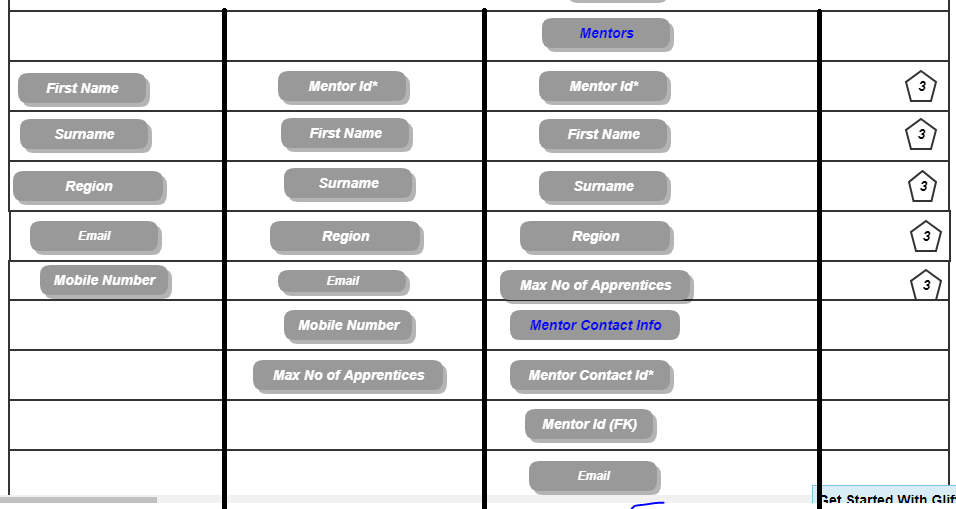 Mentors
First Name Mentor Id* Mentor Id* 3
Surname First Name First Name 3
Region Surname Surname 3
Email Region Region 3
Mobile Number Email Max No of Apprentices 3
Mobile Number Mentor Contact Info
Max No of Apprentices Mentor Contact Id*
Mentor Id (FK)
Email
Get Started With